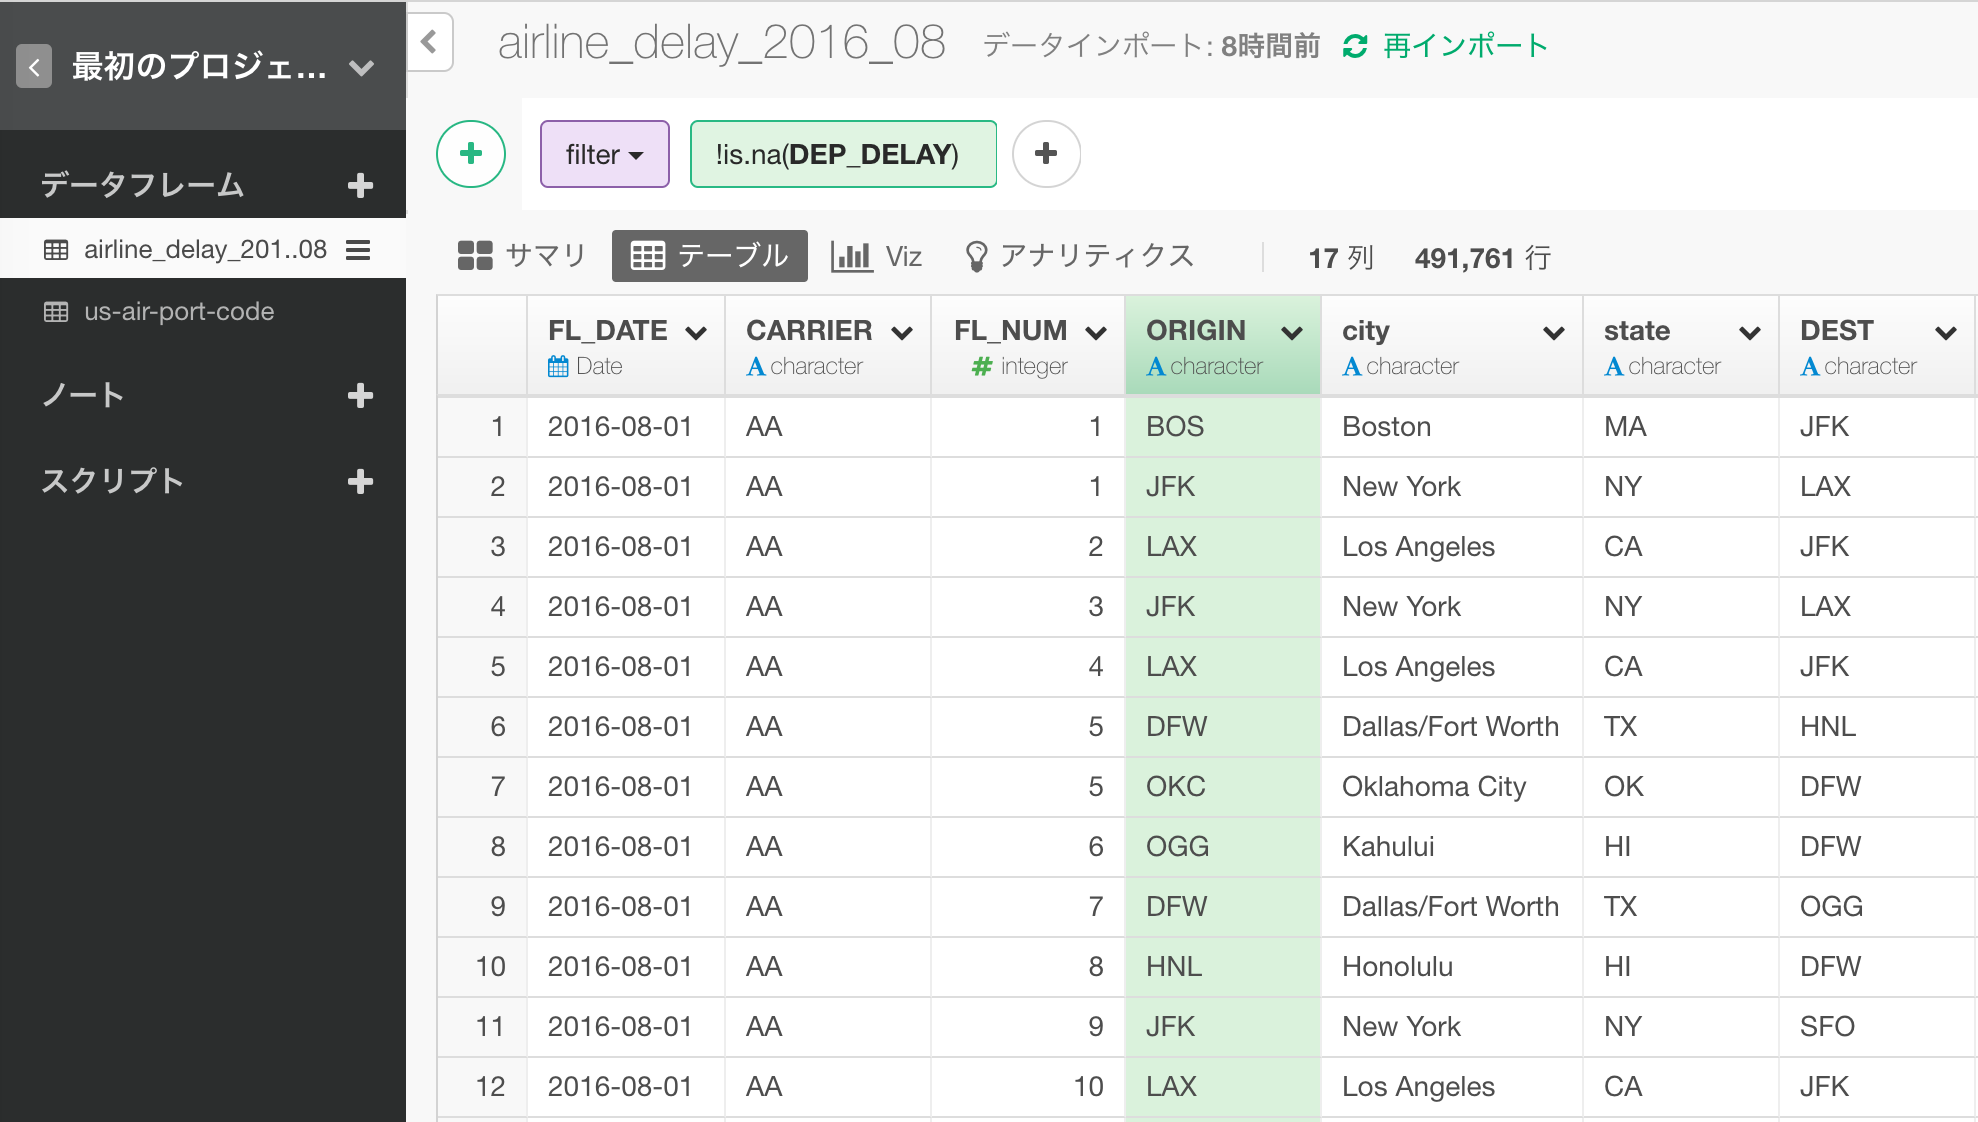 最初のプロジェ...
airline_delay_2016_08 データインポート: 8時間前 再インポート
filter !is.na(DEP_DELAY)
データフレーム
airline_delay_201..08
us-air-port-code
ノート
スクリプト
サマリ テーブル Viz アナリティクス 17 列 491,761 行
FL_DATE CARRIER FL_NUM ORIGIN city state DEST
Date character integer character character character character
1 2016-08-01 AA 1 BOS Boston MA JFK
2 2016-08-01 AA 1 JFK New York NY LAX
3 2016-08-01 AA 2 LAX Los Angeles CA JFK
4 2016-08-01 AA 3 JFK New York NY LAX
5 2016-08-01 AA 4 LAX Los Angeles CA JFK
6 2016-08-01 AA 5 DFW Dallas/Fort Worth TX HNL
7 2016-08-01 AA 5 OKC Oklahoma City OK DFW
8 2016-08-01 AA 6 OGG Kahului HI DFW
9 2016-08-01 AA 7 DFW Dallas/Fort Worth TX OGG
10 2016-08-01 AA 8 HNL Honolulu HI DFW
11 2016-08-01 AA 9 JFK New York NY SFO
12 2016-08-01 AA 10 LAX Los Angeles CA JFK